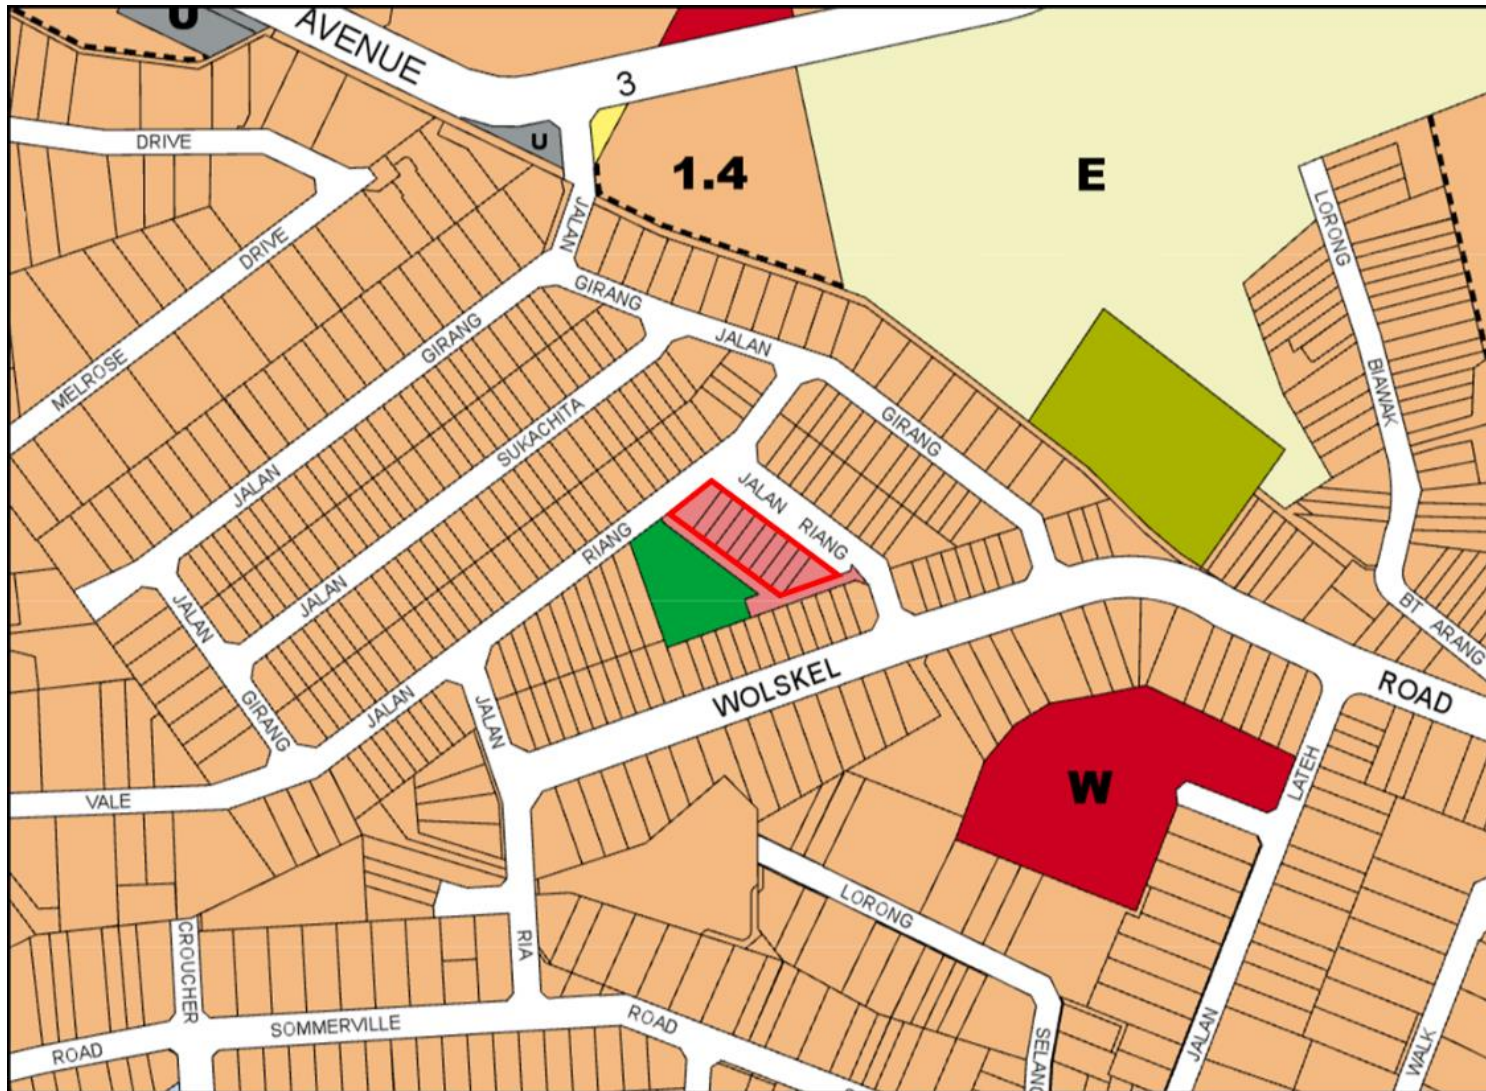 U
AVENUE
3
U
DRIVE
1.4
E
JALAN
LORONG
DRIVE
GIRANG
JALAN
GIRANG
MELROSE
BIAWAK
SUKACHITA
GIRANG
JALAN
JALAN
RIANG
RIANG
JALAN
JALAN
BT
ARANG
WOLSKEL
ROAD
GIRANG
JALAN
JALAN
LATEH
W
VALE
LORONG
CROUCHER
RIA
SOMMERVILLE
ROAD
ROAD
SELANG
JALAN
WALK